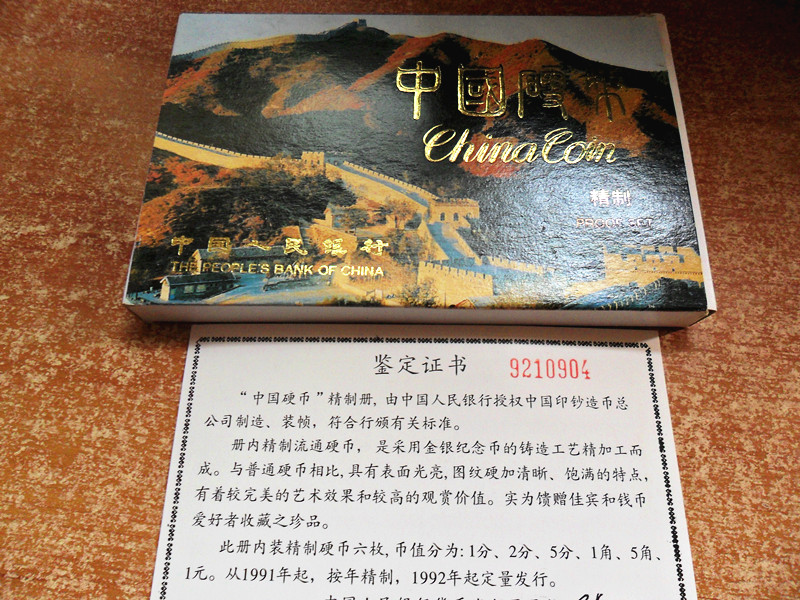 中國硬币
China Coin
精制
PROOF SET
中国人民银行
THE PEOPLE'S BANK OF CHINA
鉴定证书 9210904
“中国硬币”精制册, 由中国人民银行授权中国印钞造币总
公司制造、装帧，符合行颁有关标准。
册内精制流通硬币， 是采用金银纪念币的铸造工艺精加工而
成。与普通硬币相比, 具有表面光亮, 图纹硬加清晰、饱满的特点,
有着较完美的艺术效果和较高的观赏价值。实为馈赠佳宾和钱币
爱好者收藏之珍品。
此册内装精制硬币六枚, 币值分为: 1分、2分、5分、1角、5角、
1元。从1991年起，按年精制，1992年起定量发行。